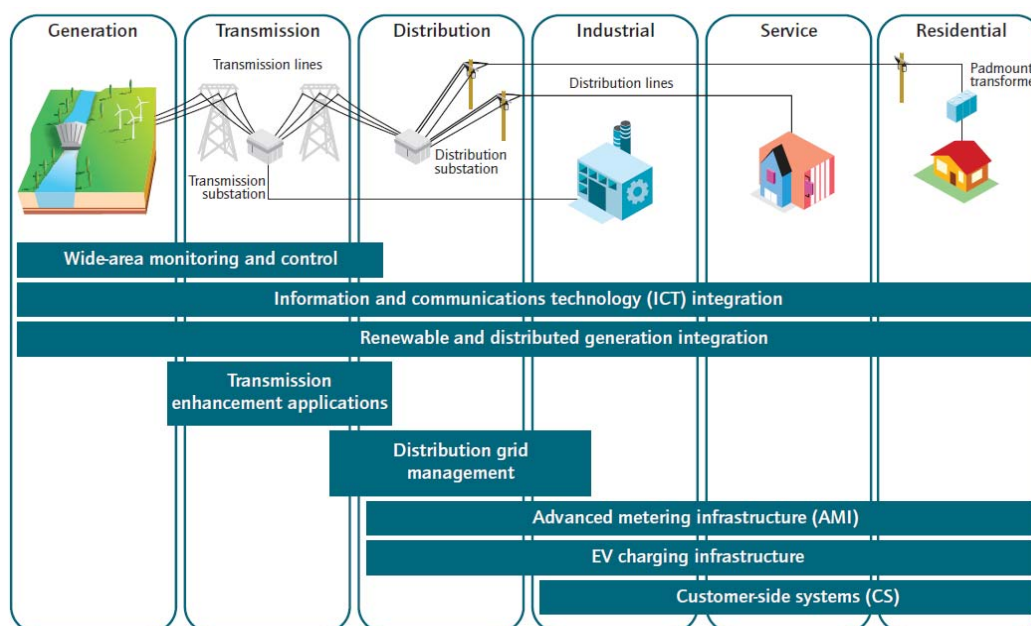 Generation
Transmission
Distribution
Industrial
Service
Residential
Transmission lines
Distribution lines
Padmount
transforme
Distribution
substation
Transmission
substation
Wide-area monitoring and control
Information and communications technology (ICT) integration
Renewable and distributed generation integration
Transmission
enhancement applications
Distribution grid
management
Advanced metering infrastructure (AMI)
EV charging infrastructure
Customer-side systems (CS)